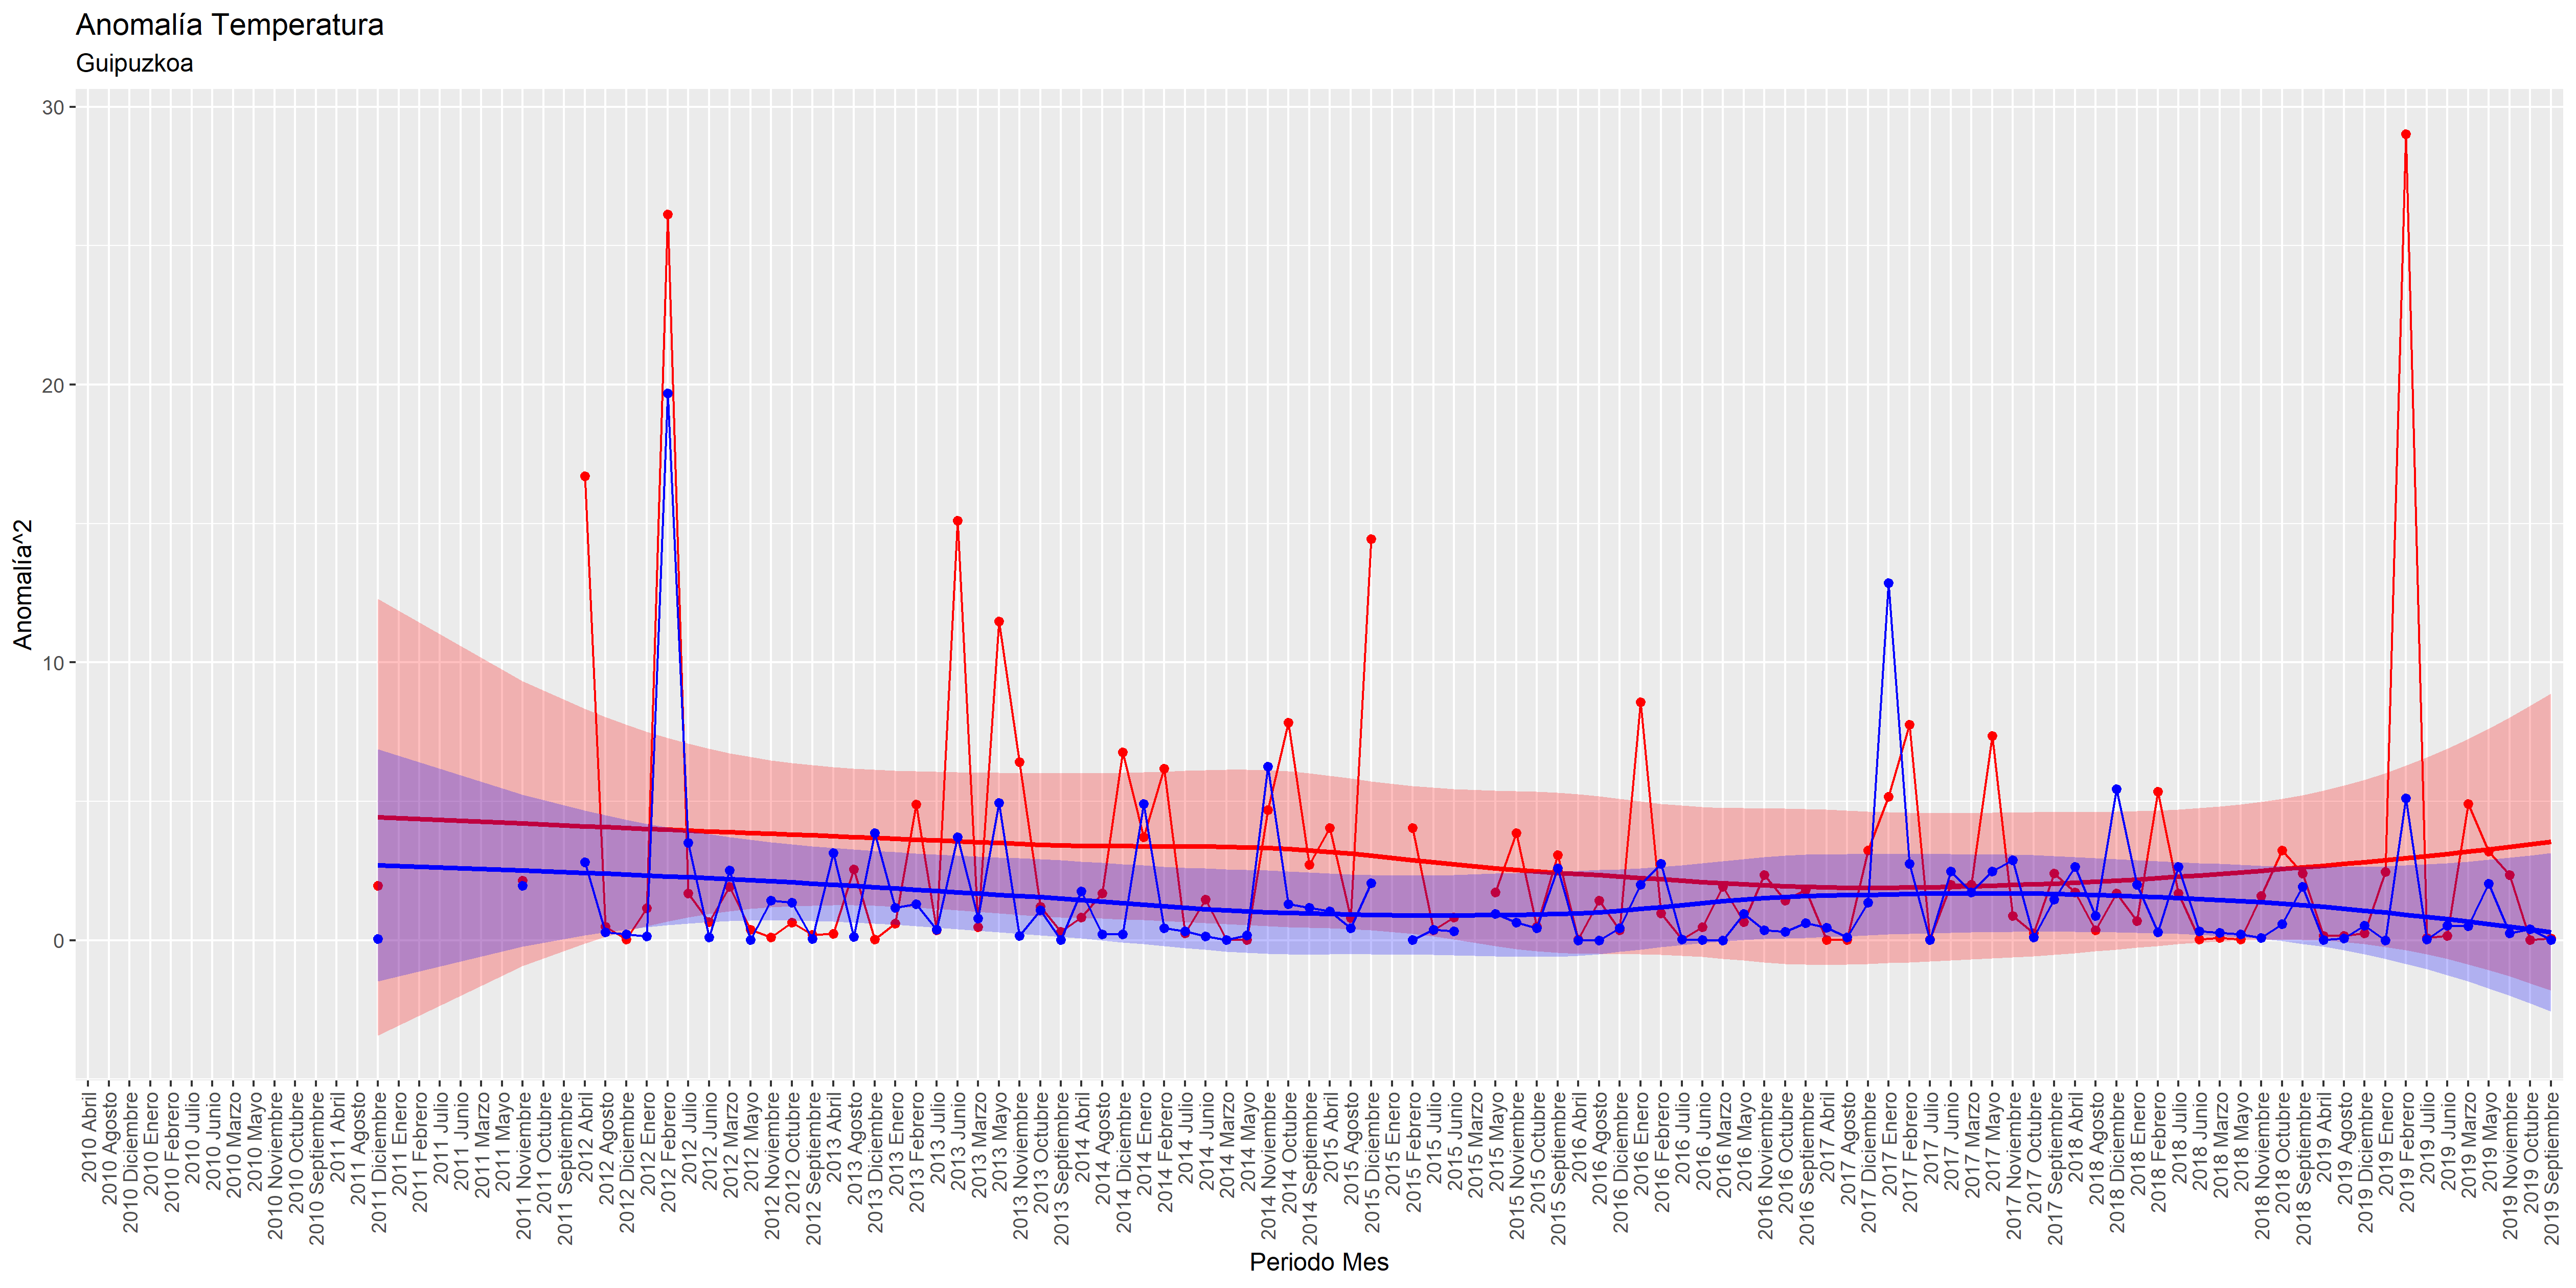 Anomalía Temperatura
Guipuzkoa
Anomalía^2
30
20
10
0
2010 Abril
2010 Agosto
2010 Diciembre
2010 Enero
2010 Febrero
2010 Julio
2010 Junio
2010 Marzo
2010 Mayo
2010 Noviembre
2010 Octubre
2010 Septiembre
2011 Abril
2011 Agosto
2011 Diciembre
2011 Enero
2011 Febrero
2011 Julio
2011 Junio
2011 Marzo
2011 Mayo
2011 Noviembre
2011 Octubre
2011 Septiembre
2012 Abril
2012 Agosto
2012 Diciembre
2012 Enero
2012 Febrero
2012 Julio
2012 Junio
2012 Marzo
2012 Mayo
2012 Noviembre
2012 Octubre
2012 Septiembre
2013 Abril
2013 Agosto
2013 Diciembre
2013 Enero
2013 Febrero
2013 Julio
2013 Junio
2013 Marzo
2013 Mayo
2013 Noviembre
2013 Octubre
2013 Septiembre
2014 Abril
2014 Agosto
2014 Diciembre
2014 Enero
2014 Febrero
2014 Julio
2014 Junio
2014 Marzo
2014 Mayo
2014 Noviembre
2014 Octubre
2014 Septiembre
2015 Abril
2015 Agosto
2015 Diciembre
2015 Enero
2015 Febrero
2015 Julio
2015 Junio
2015 Marzo
2015 Mayo
2015 Noviembre
2015 Octubre
2015 Septiembre
2016 Abril
2016 Agosto
2016 Diciembre
2016 Enero
2016 Febrero
2016 Julio
2016 Junio
2016 Marzo
2016 Mayo
2016 Noviembre
2016 Octubre
2016 Septiembre
2017 Abril
2017 Agosto
2017 Diciembre
2017 Enero
2017 Febrero
2017 Julio
2017 Junio
2017 Marzo
2017 Mayo
2017 Noviembre
2017 Octubre
2017 Septiembre
2018 Abril
2018 Agosto
2018 Diciembre
2018 Enero
2018 Febrero
2018 Julio
2018 Junio
2018 Marzo
2018 Mayo
2018 Noviembre
2018 Octubre
2018 Septiembre
2019 Abril
2019 Agosto
2019 Diciembre
2019 Enero
2019 Febrero
2019 Julio
2019 Junio
2019 Marzo
2019 Mayo
2019 Noviembre
2019 Octubre
2019 Septiembre
Periodo Mes